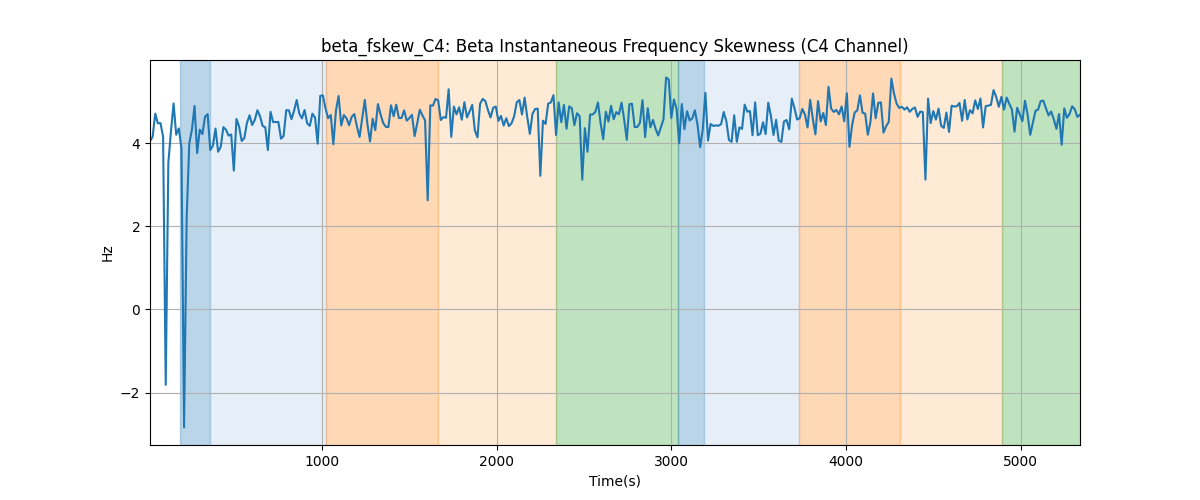 beta_fskew_C4: Beta Instantaneous Frequency Skewness (C4 Channel)
Hz
4
2
0
−2
1000 2000 3000 4000 5000
Time(s)